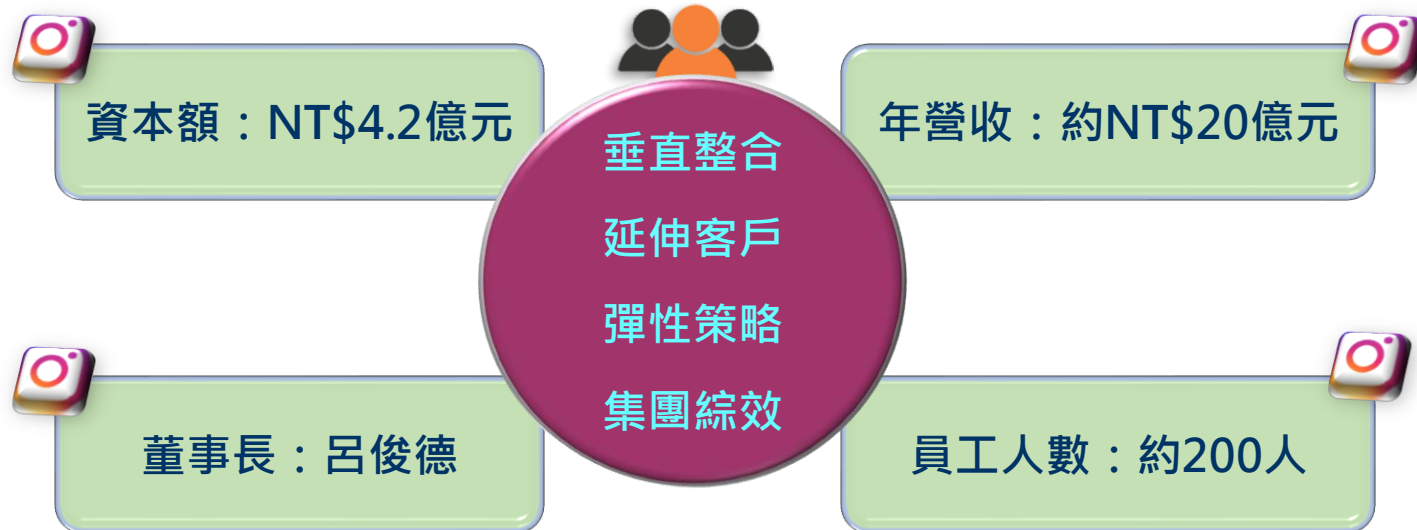 資本額：NT$4.2億元
年營收：約NT$20億元
垂直整合
延伸客戶
彈性策略
集團綜效
董事長：呂俊德
員工人數：約200人